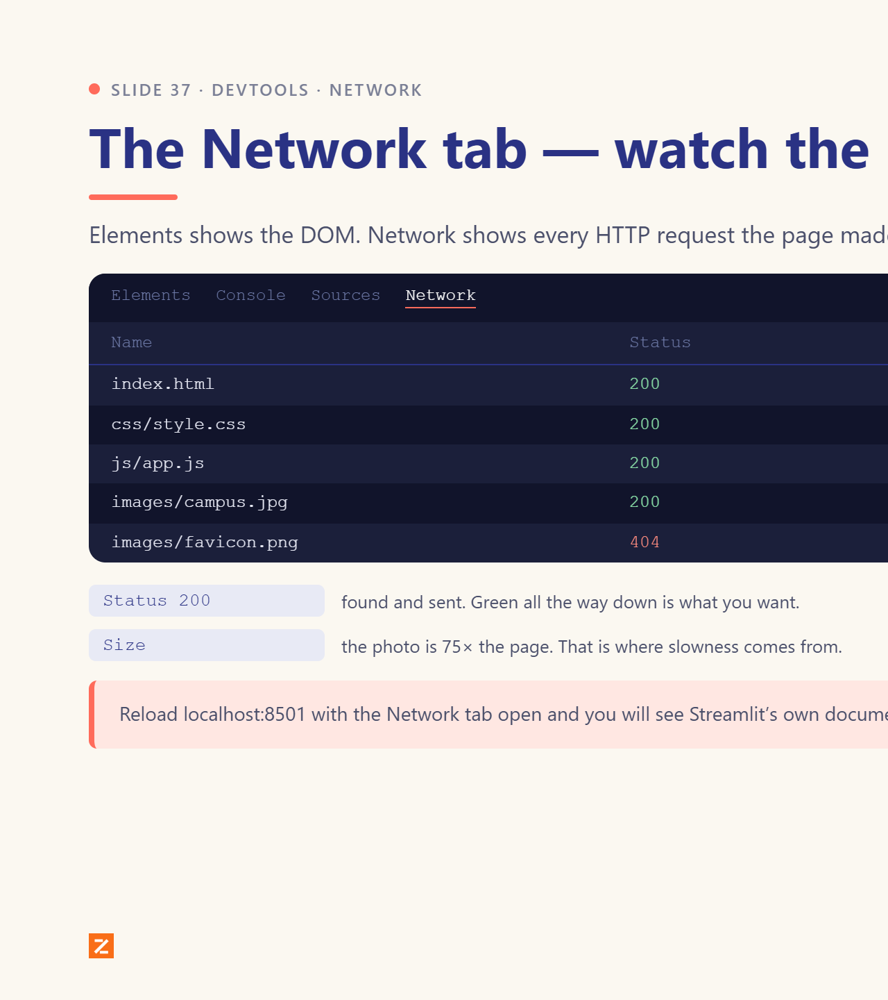 SLIDE 37 · DEVTOOLS · NETWORK
The Network tab — watch the
Elements shows the DOM. Network shows every HTTP request the page made
Elements Console Sources Network
Name Status
index.html 200
css/style.css 200
js/app.js 200
images/campus.jpg 200
images/favicon.png 404
Status 200 found and sent. Green all the way down is what you want.
Size the photo is 75× the page. That is where slowness comes from.
Reload localhost:8501 with the Network tab open and you will see Streamlit’s own docume